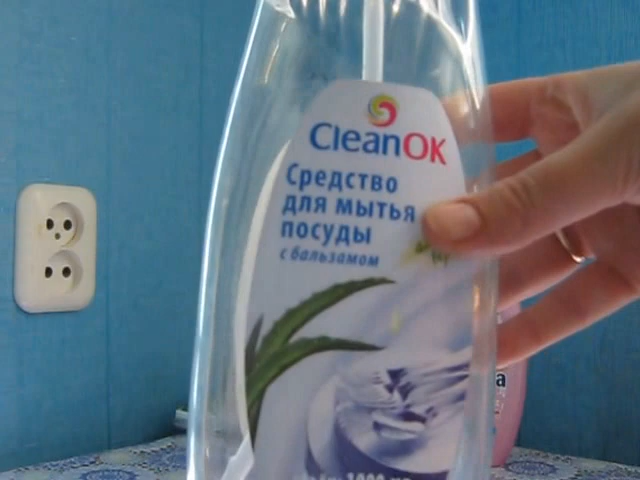 CleanOK
Средство
для мытья
посуды
с бальзамом